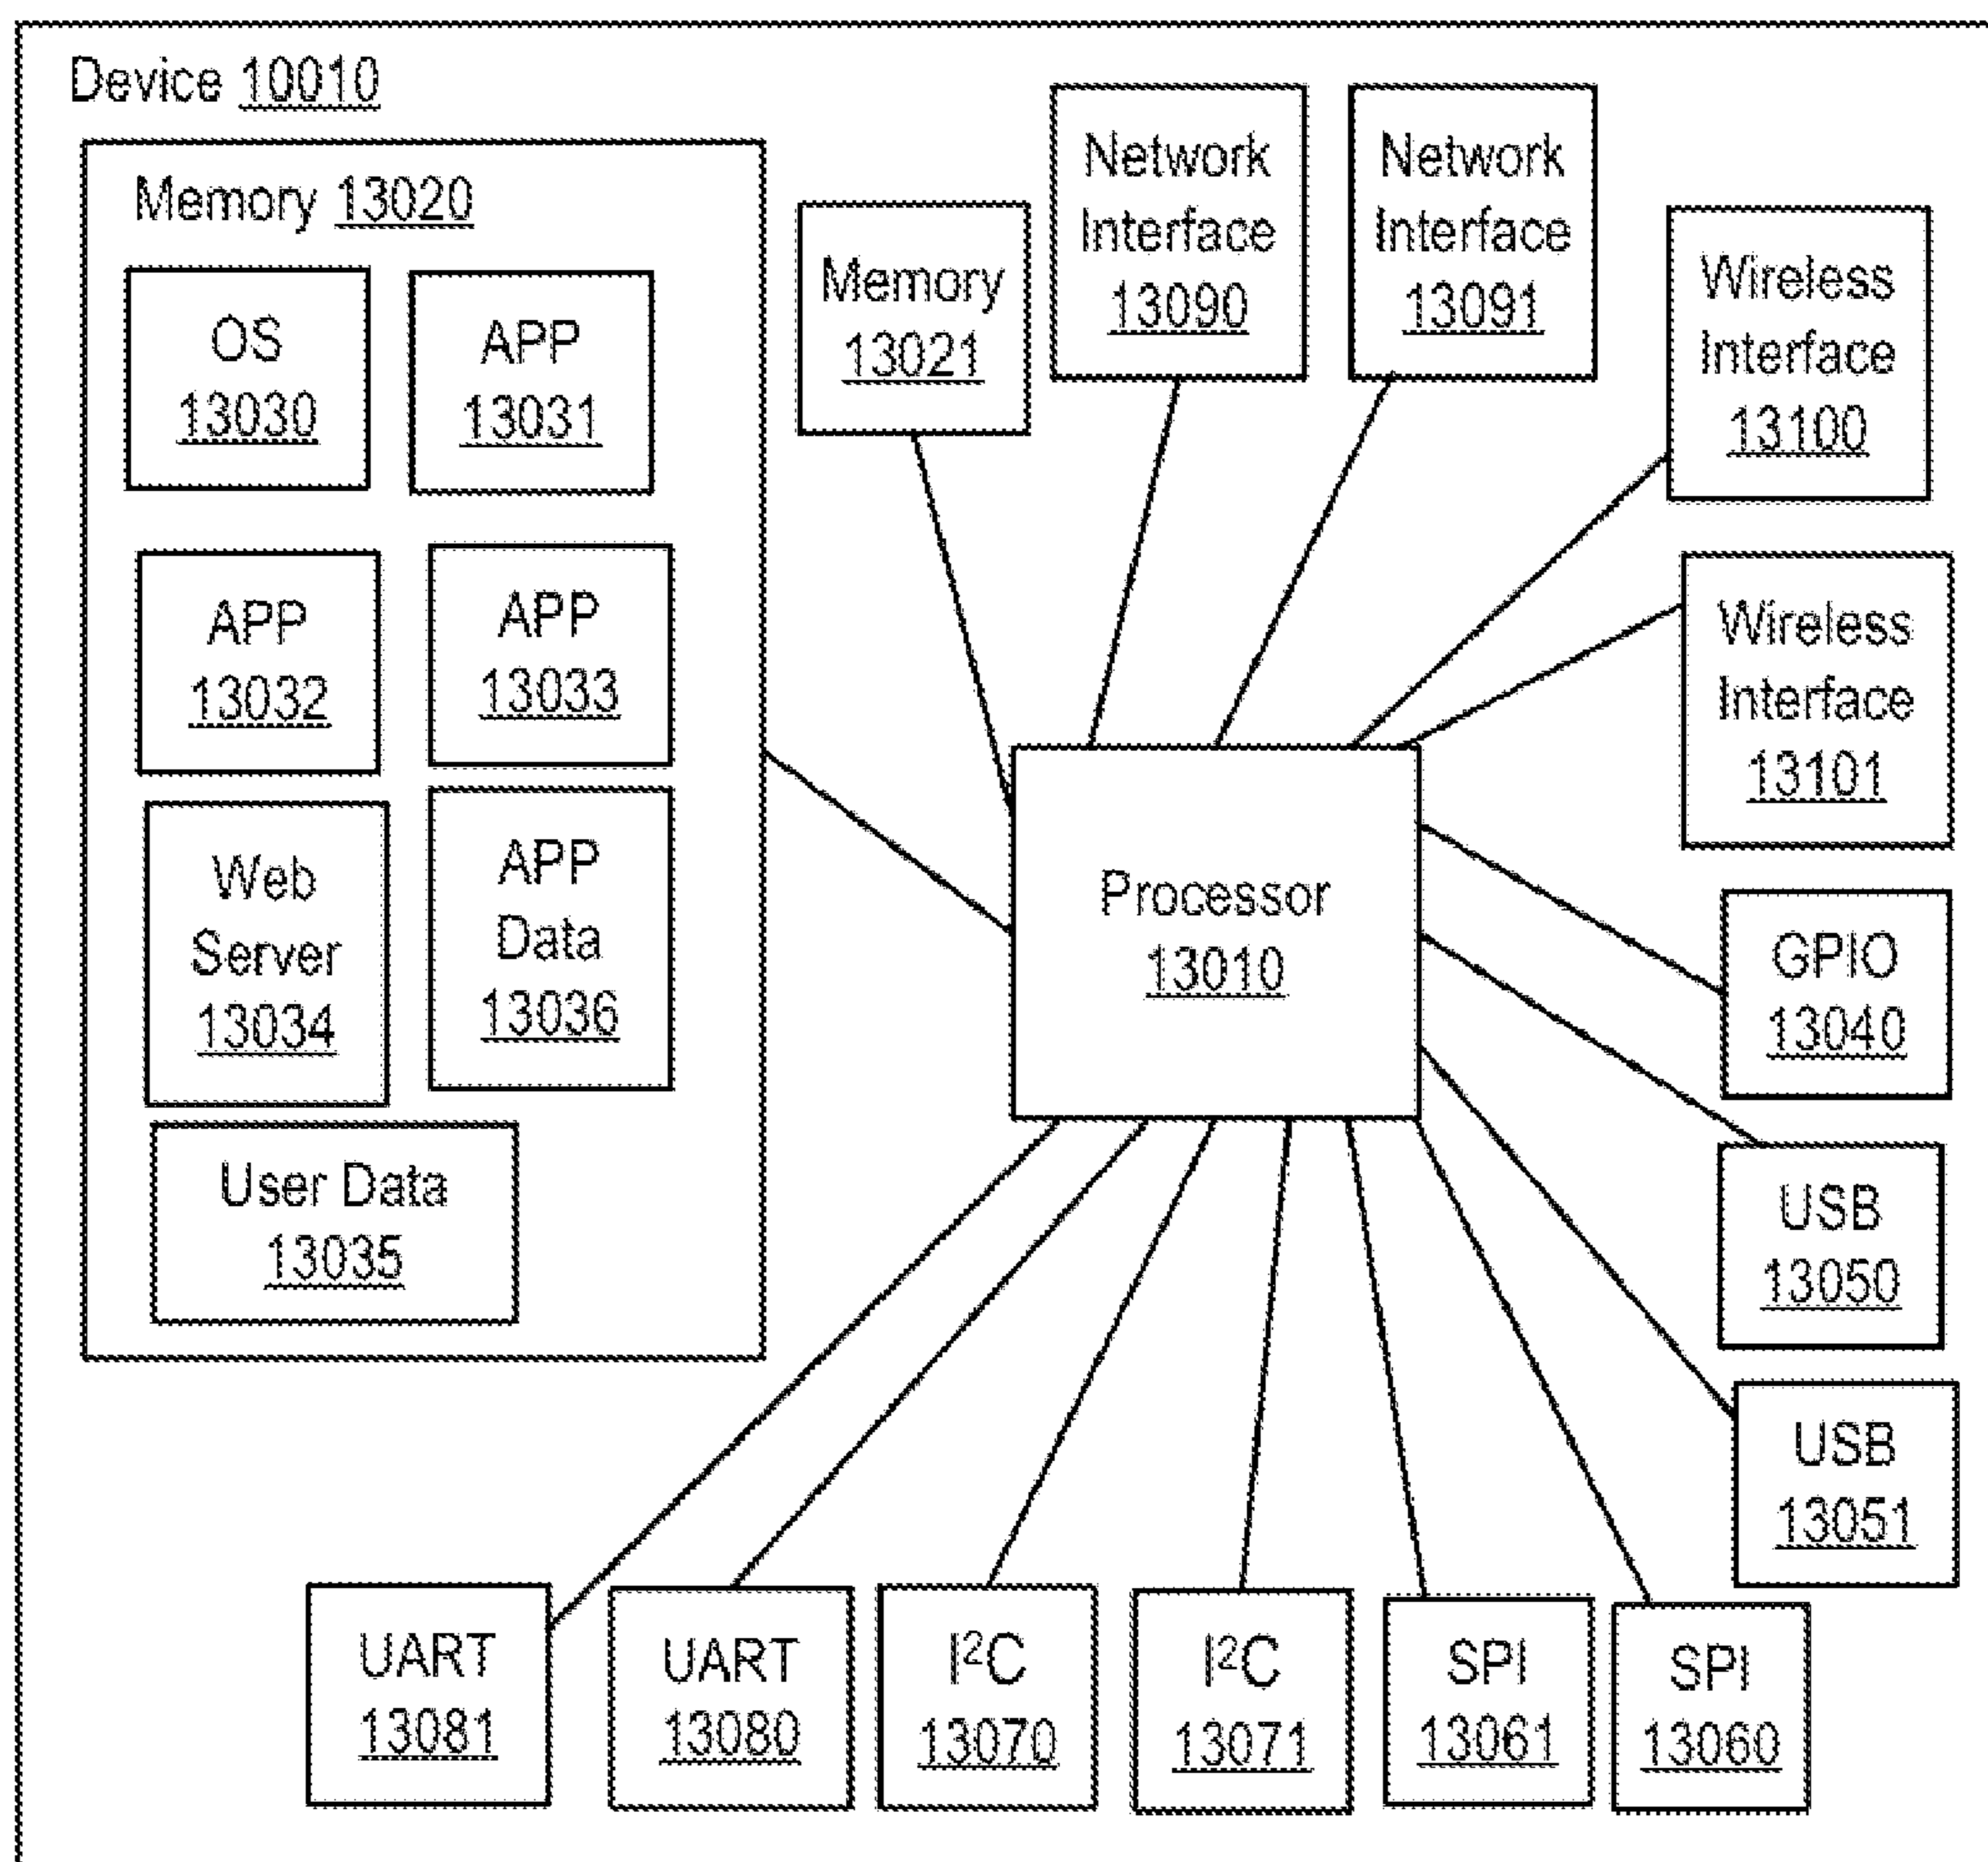 Device 10010
Memory 13020
OS
13030
APP
13031
APP
13032
APP
13033
Web
Server
13034
APP
Data
13036
User Data
13035
Memory
13021
Network
Interface
13090
Network
Interface
13091
Wireless
Interface
13100
Wireless
Interface
13101
Processor
13010
GPIO
13040
USB
13050
USB
13051
UART
13081
UART
13080
I²C
13070
I²C
13071
SPI
13061
SPI
13060